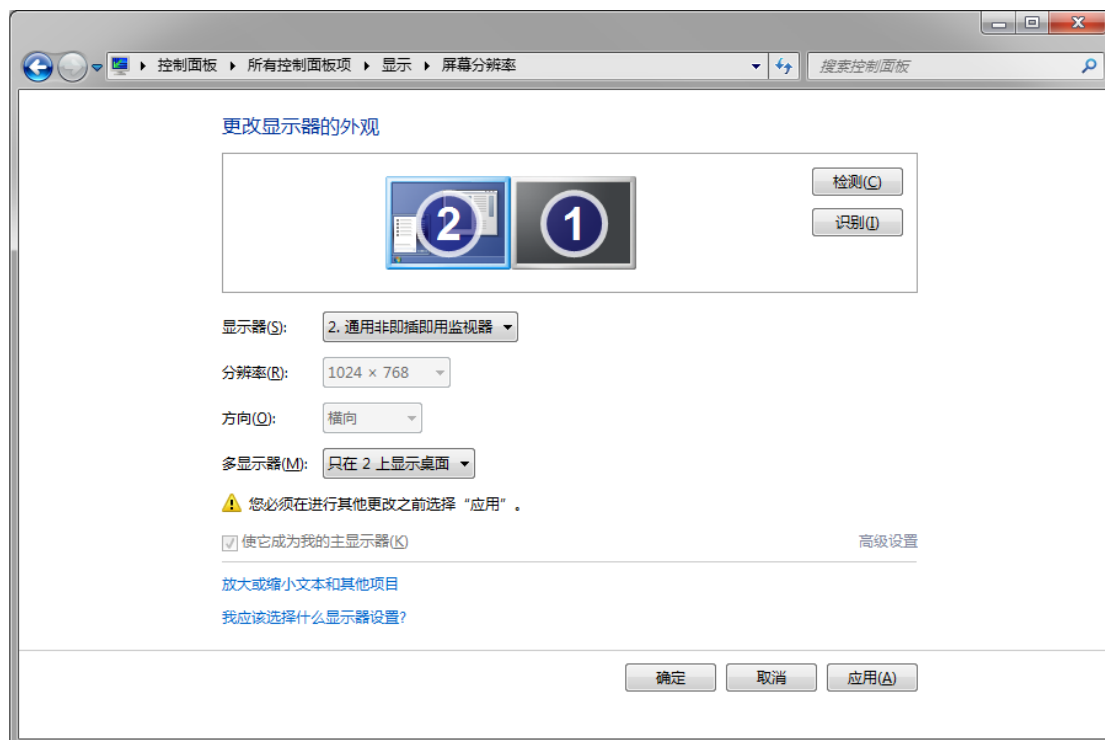 控制面板 ▸ 所有控制面板项 ▸ 显示 ▸ 屏幕分辨率
搜索控制面板
更改显示器的外观
2
1
检测(C)
识别(I)
显示器(S): 2. 通用非即插即用监视器
分辨率(R): 1024 × 768
方向(O): 横向
多显示器(M): 只在 2 上显示桌面
您必须在进行其他更改之前选择“应用”。
使它成为我的主显示器(K)
高级设置
放大或缩小文本和其他项目
我应该选择什么显示器设置?
确定
取消
应用(A)